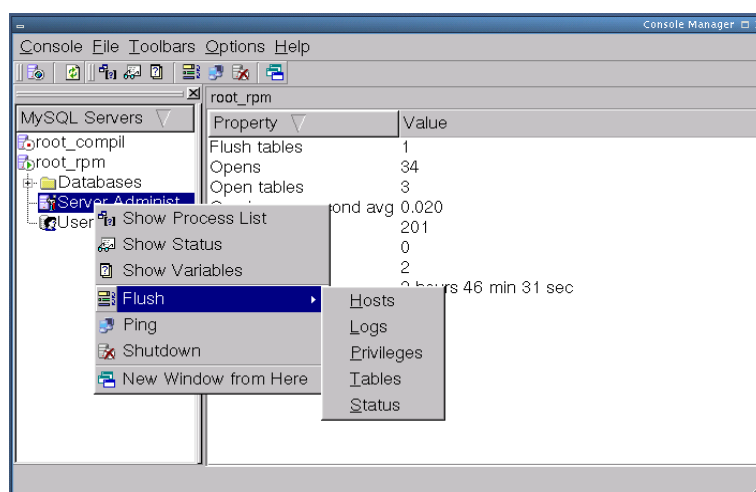 Console Manager
Console File Toolbars Options Help
root_rpm
MySQL Servers
Property Value
root_compil
root_rpm
Databases
Server Administ
User
Flush tables 1
Opens 34
Open tables 3
ond avg 0.020
201
0
2
2 hours 46 min 31 sec
Show Process List
Show Status
Show Variables
Flush
Ping
Shutdown
New Window from Here
Hosts
Logs
Privileges
Tables
Status